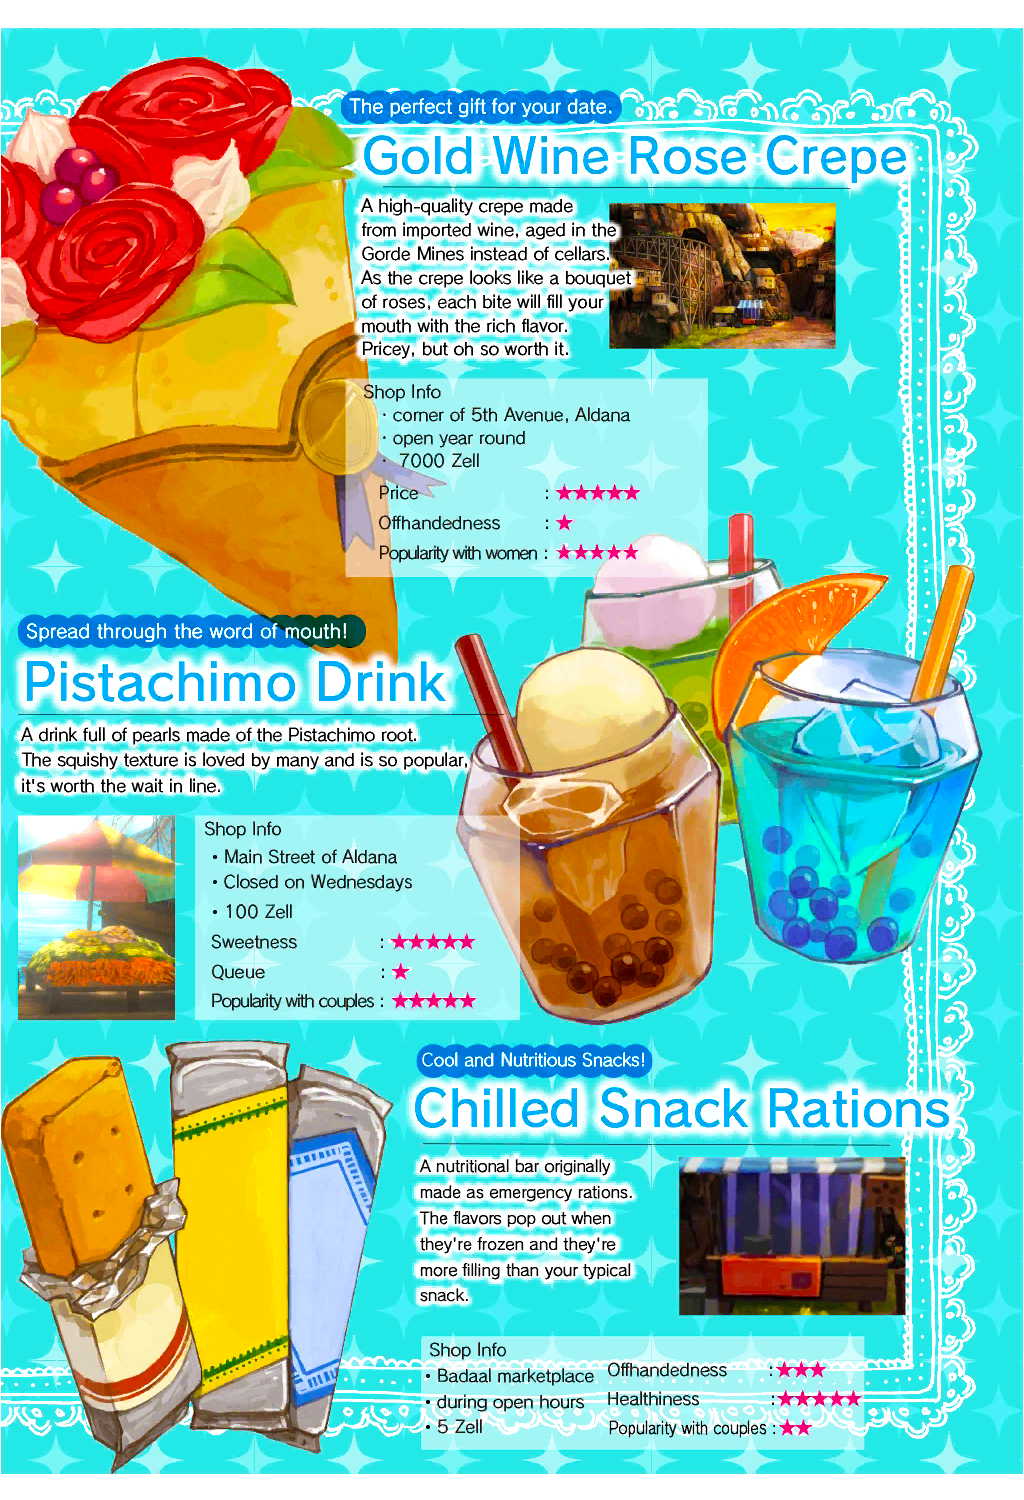 The perfect gift for your date.
Gold Wine Rose Crepe
A high-quality crepe made
from imported wine, aged in the
Gorde Mines instead of cellars.
As the crepe looks like a bouquet
of roses, each bite will fill your
mouth with the rich flavor.
Pricey, but oh so worth it.
Shop Info
· corner of 5th Avenue, Aldana
· open year round
· 7000 Zell
Price : ★★★★★
Offhandedness : ★
Popularity with women : ★★★★★
Spread through the word of mouth!
Pistachimo Drink
A drink full of pearls made of the Pistachimo root.
The squishy texture is loved by many and is so popular,
it's worth the wait in line.
Shop Info
• Main Street of Aldana
• Closed on Wednesdays
• 100 Zell
Sweetness : ★★★★★
Queue : ★
Popularity with couples : ★★★★★
Cool and Nutritious Snacks!
Chilled Snack Rations
A nutritional bar originally
made as emergency rations.
The flavors pop out when
they're frozen and they're
more filling than your typical
snack.
Shop Info
• Badaal marketplace
• during open hours
• 5 Zell
Offhandedness : ★★★
Healthiness : ★★★★★
Popularity with couples : ★★